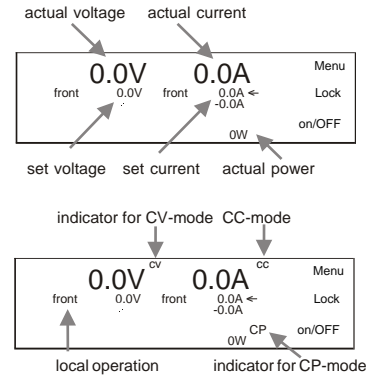 actual voltage actual current
0.0V 0.0A Menu
front 0.0V front 0.0A ← Lock
-0.0A
on/OFF
0W
set voltage set current actual power
indicator for CV-mode CC-mode
cv cc
0.0V 0.0A Menu
front 0.0V front 0.0A ← Lock
-0.0A
CP on/OFF
0W
local operation indicator for CP-mode